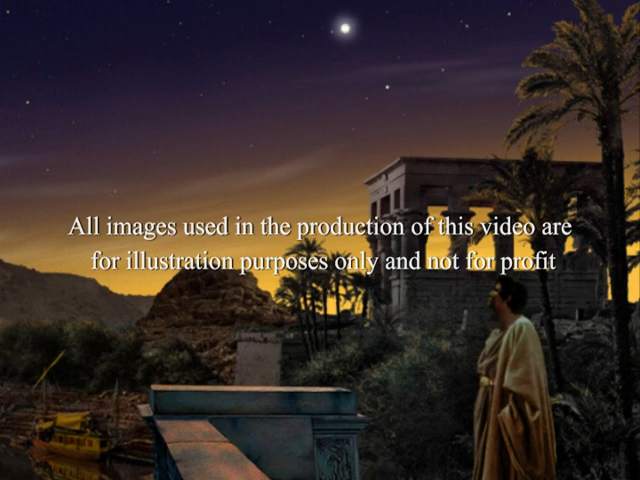 All images used in the production of this video are
for illustration purposes only and not for profit